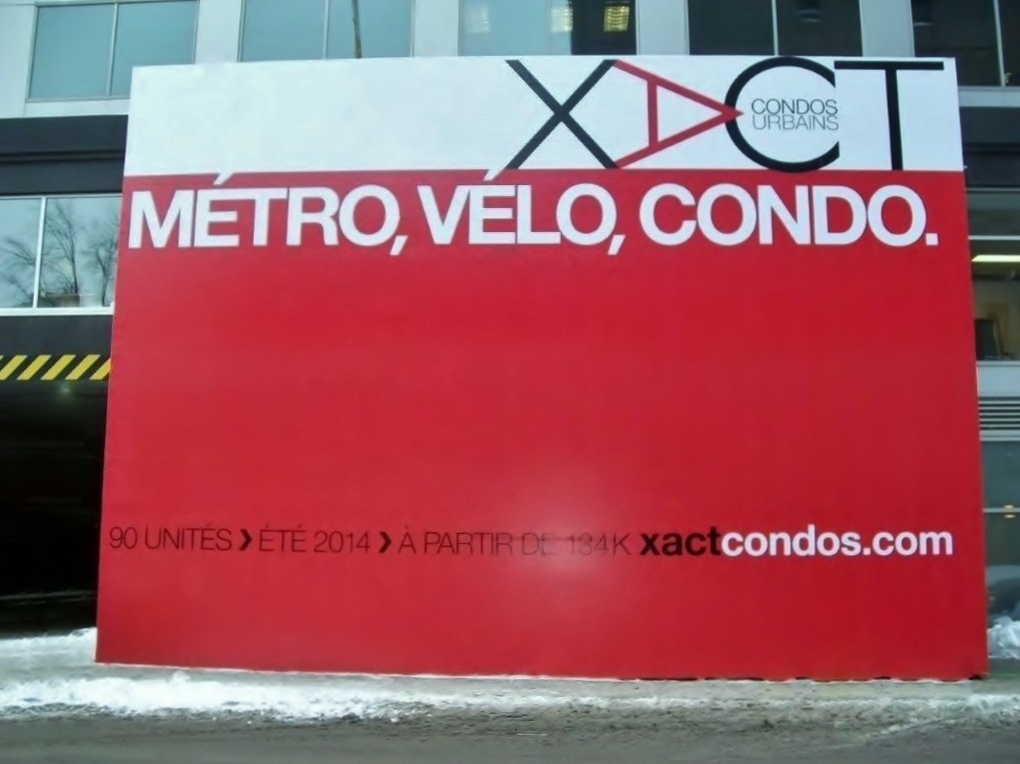 XACT
CONDOS
URBAINS
MÉTRO, VÉLO, CONDO.
90 UNITÉS ❯ ÉTÉ 2014 ❯ À PARTIR DE 134K xactcondos.com